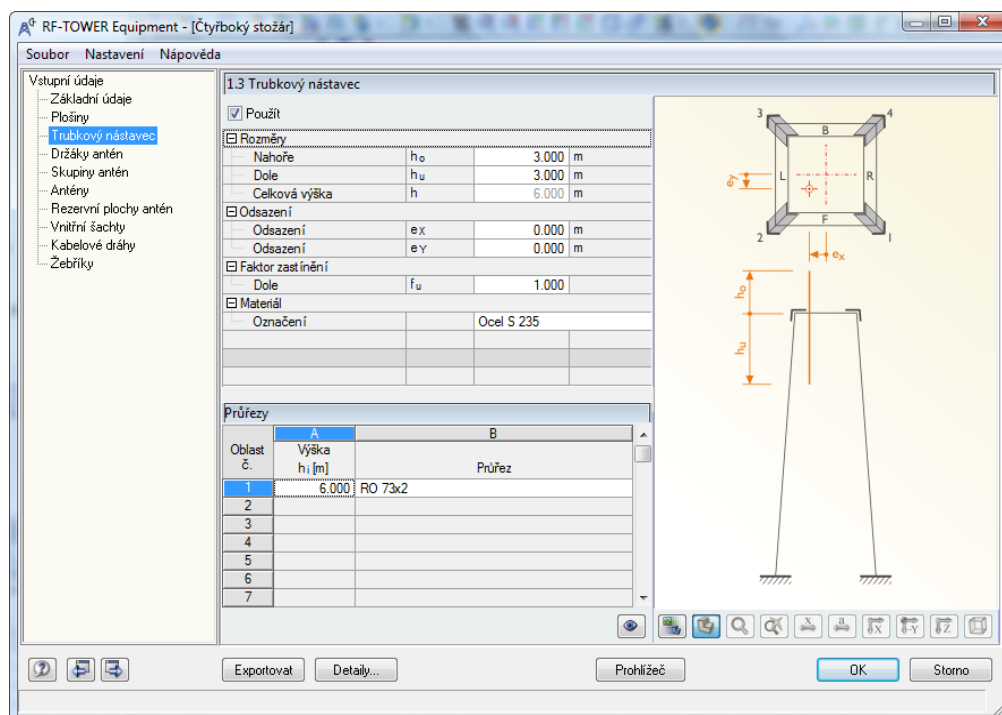 RF-TOWER Equipment - [Čtyřboký stožár]
Soubor Nastavení Nápověda
Vstupní údaje
Základní údaje
Plošiny
Trubkový nástavec
Držáky antén
Skupiny antén
Antény
Rezervní plochy antén
Vnitřní šachty
Kabelové dráhy
Žebříky
1.3 Trubkový nástavec
Použít
Rozměry
Nahoře ho 3.000 m
Dole hu 3.000 m
Celková výška h 6.000 m
Odsazení
Odsazení eX 0.000 m
Odsazení eY 0.000 m
Faktor zastínění
Dole fu 1.000
Materiál
Označení Ocel S 235
Průřezy
A B
Oblast č. Výška hi [m] Průřez
1 6.000 RO 73x2
2
3
4
5
6
7
3 4
B
L R
F
2 1
ey
ex
ho
hu
x a X -Y Z
Exportovat Detaily... Prohlížeč OK Storno